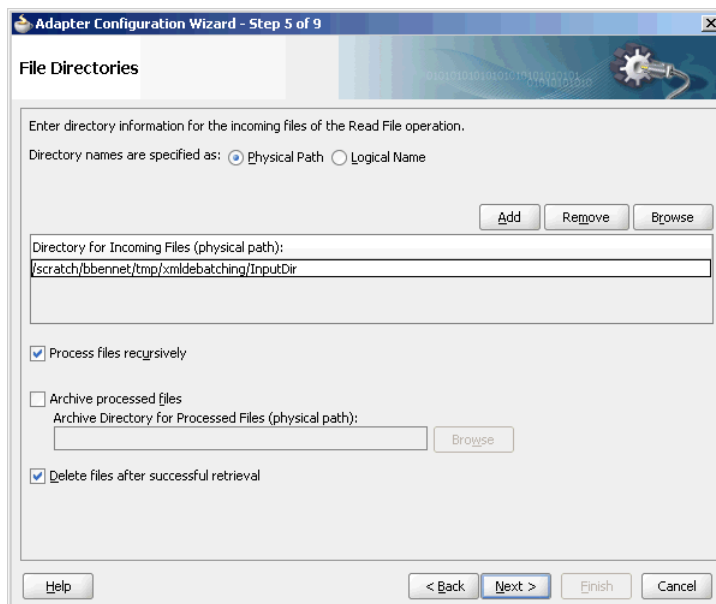 Adapter Configuration Wizard - Step 5 of 9
File Directories
Enter directory information for the incoming files of the Read File operation.
Directory names are specified as: Physical Path Logical Name
Add Remove Browse
Directory for Incoming Files (physical path):
/scratch/bbennet/tmp/xmldebatching/InputDir
Process files recursively
Archive processed files
Archive Directory for Processed Files (physical path):
Browse
Delete files after successful retrieval
Help < Back Next > Finish Cancel